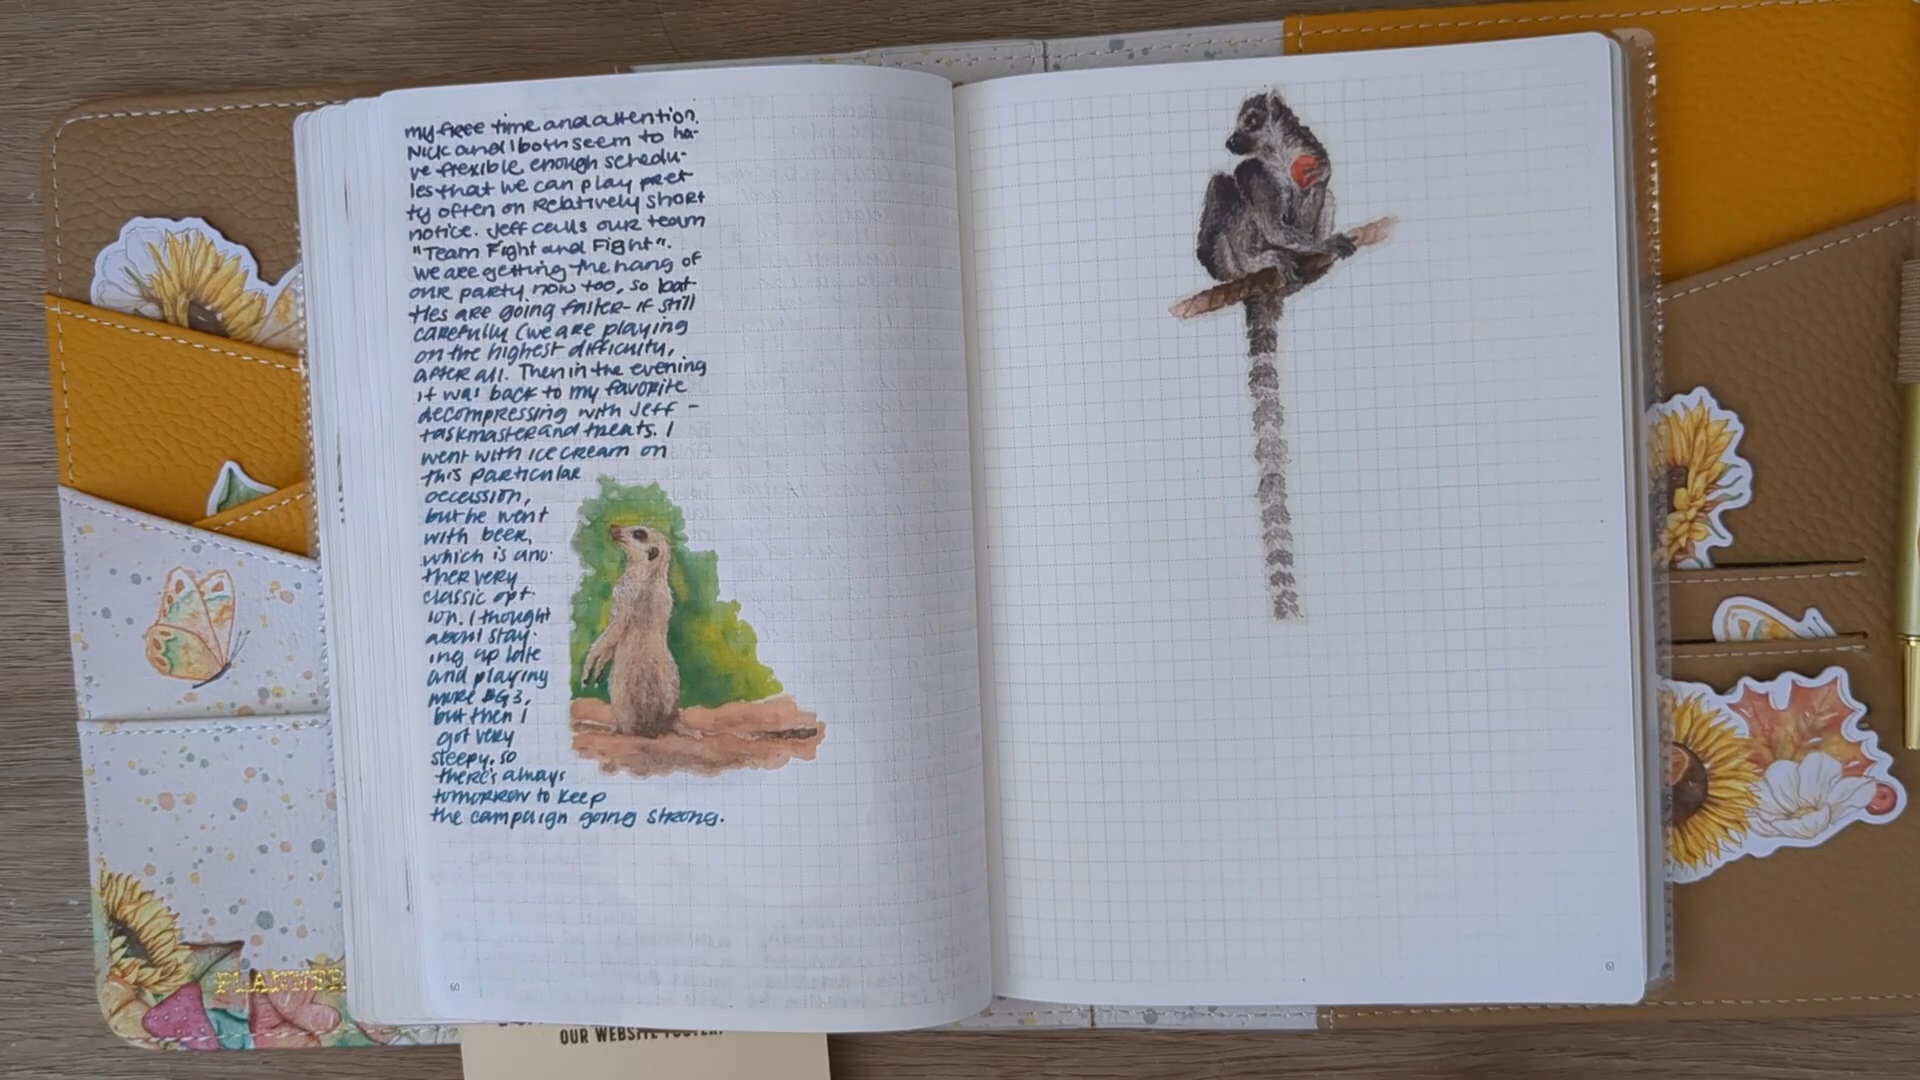 my free time and attention.
Nick and I both seem to ha-
ve flexible enough schedu-
les that we can play pret
ty often on relatively short
notice. Jeff calls our team
"Team Fight and Fight".
We are getting the hang of
our party now too, so bat-
tles are going faster - if still
carefully (we are playing
on the highest difficulty,
after all. Then in the evening
it was back to my favorite
decompressing with Jeff -
taskmaster and treats. I
went with ice cream on
this particular
occassion,
but he went
with beer,
which is ano-
ther very
classic opt-
ion. I thought
about stay-
ing up late
and playing
more BG3,
but then I
got very
sleepy, so
there's always
tomorrow to keep
the campaign going strong.
60
61
PLANNER
OUR WEBSITE